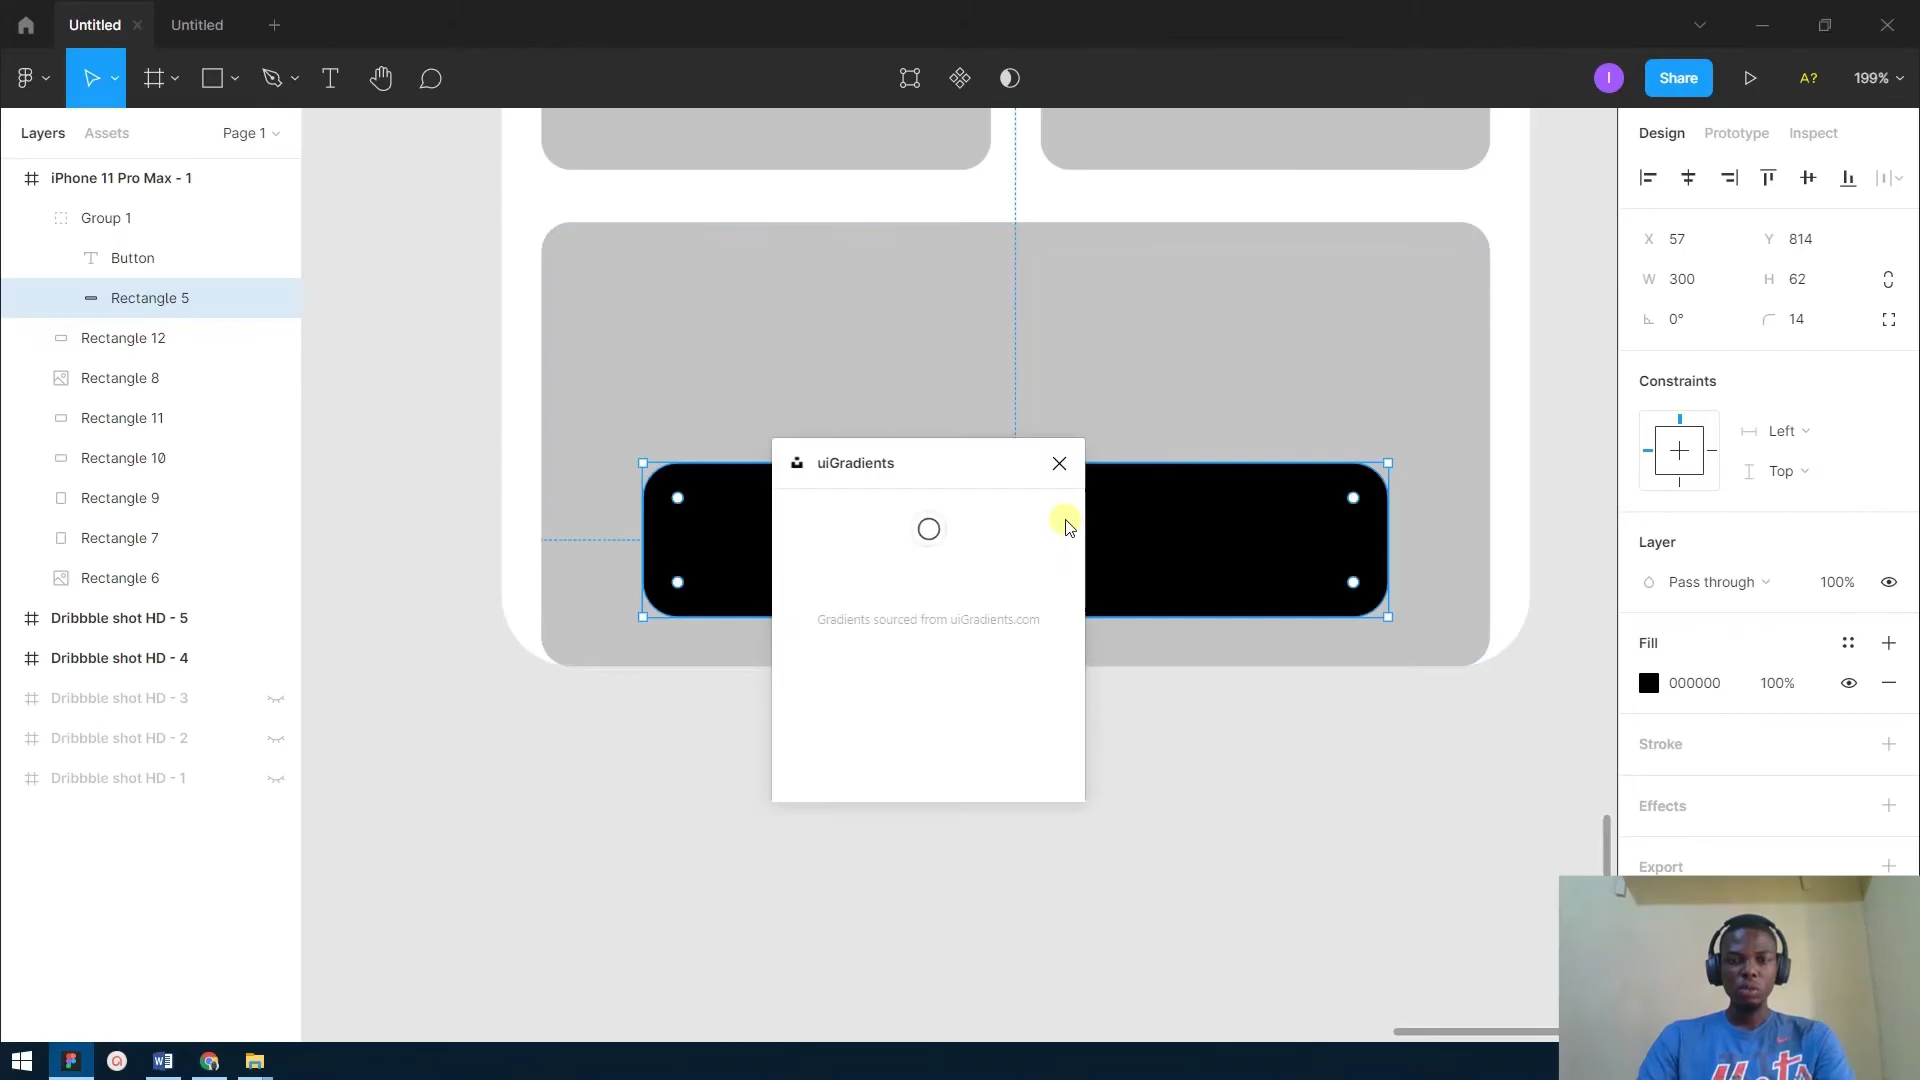 Untitled
Untitled
Share
A?
199%
I
Layers
Assets
Page 1
iPhone 11 Pro Max - 1
Group 1
Button
Rectangle 5
Rectangle 12
Rectangle 8
Rectangle 11
Rectangle 10
Rectangle 9
Rectangle 7
Rectangle 6
Dribbble shot HD - 5
Dribbble shot HD - 4
Dribbble shot HD - 3
Dribbble shot HD - 2
Dribbble shot HD - 1
uiGradients
Gradients sourced from uiGradients.com
Design
Prototype
Inspect
X 57
Y 814
W 300
H 62
0°
14
Constraints
Left
Top
Layer
Pass through
100%
Fill
000000
100%
Stroke
Effects
Export